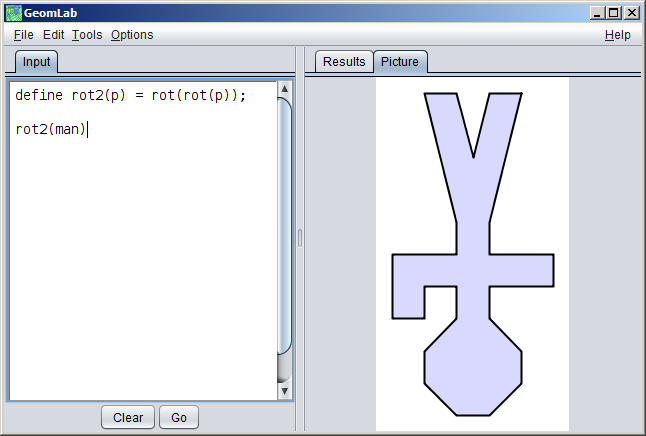 GeomLab
File Edit Tools Options Help
Input
Results Picture
define rot2(p) = rot(rot(p));
rot2(man)
Clear Go